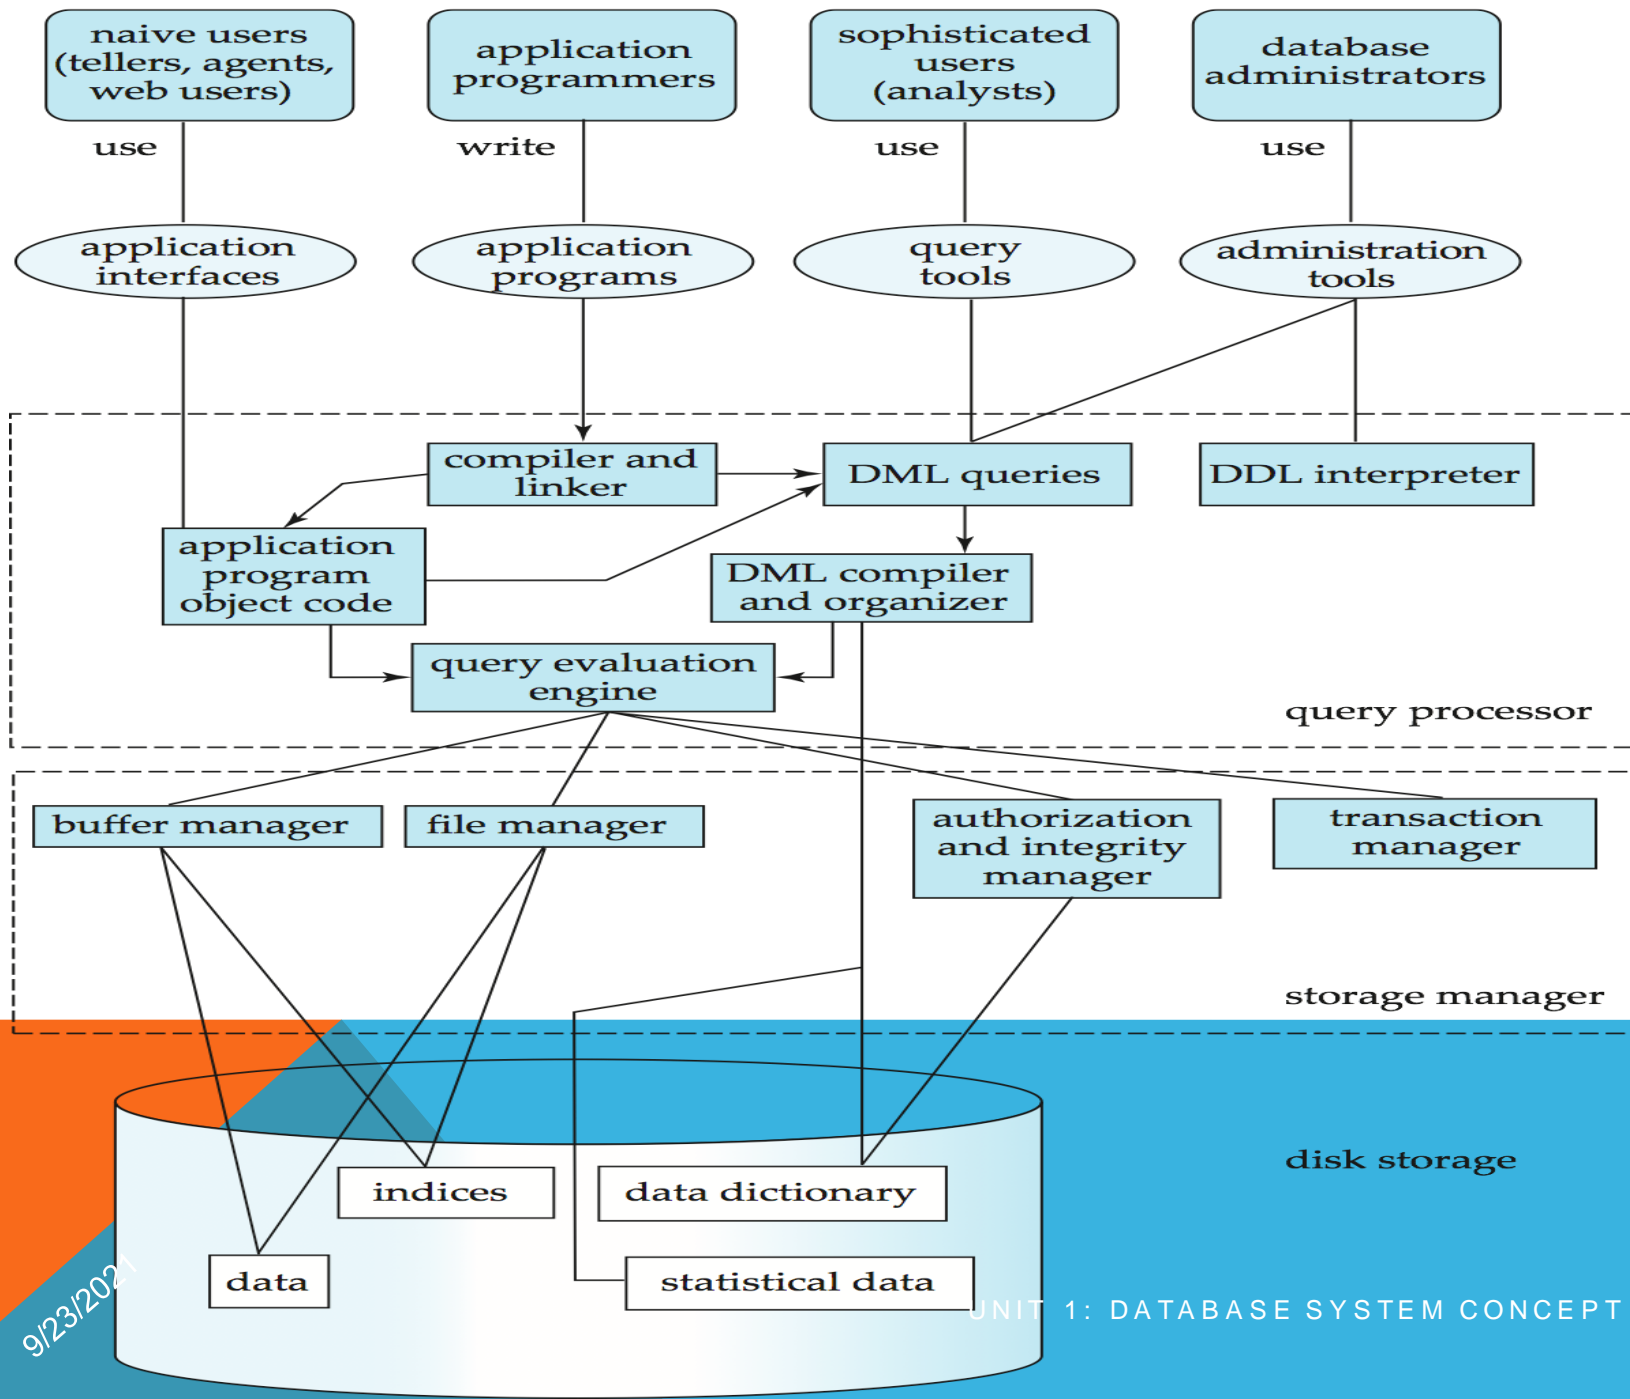 naive users
(tellers, agents,
web users)
application
programmers
sophisticated
users
(analysts)
database
administrators
use
write
use
use
application
interfaces
application
programs
query
tools
administration
tools
compiler and
linker
DML queries
DDL interpreter
application
program
object code
DML compiler
and organizer
query evaluation
engine
query processor
buffer manager
file manager
authorization
and integrity
manager
transaction
manager
storage manager
disk storage
indices
data dictionary
data
statistical data
9/23/2021
UNIT 1: DATABASE SYSTEM CONCEPT